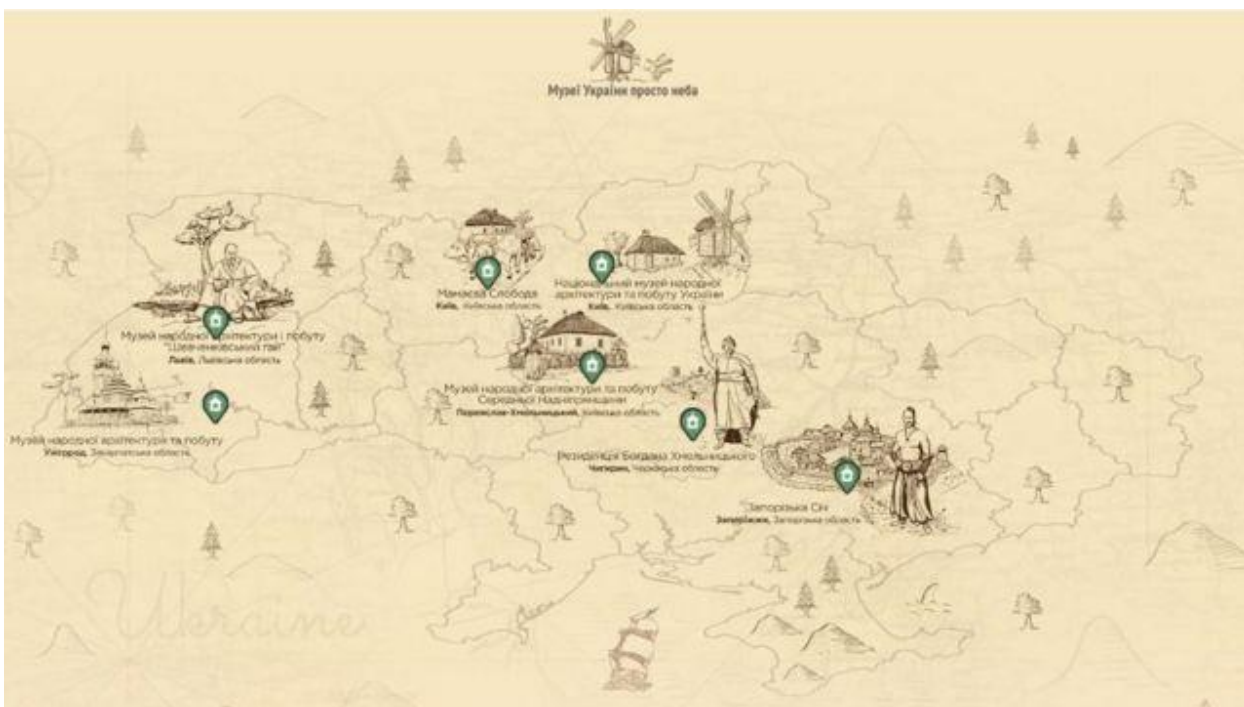 Музеї України просто неба
Мамаєва Слобода
Київ, Київська область
Національний музей народної
архітектури та побуту України
Київ, Київська область
Музей народної архітектури і побуту
"Шевченківський гай"
Львів, Львівська область
Музей народної архітектури та побуту
Середньої Наддніпрянщини
Переяслав-Хмельницький, Київська область
Музей народної архітектури та побуту
Ужгород, Закарпатська область
Резиденція Богдана Хмельницького
Чигирин, Черкаська область
Запорізька Січ
Запоріжжя, Запорізька область
Ukraine